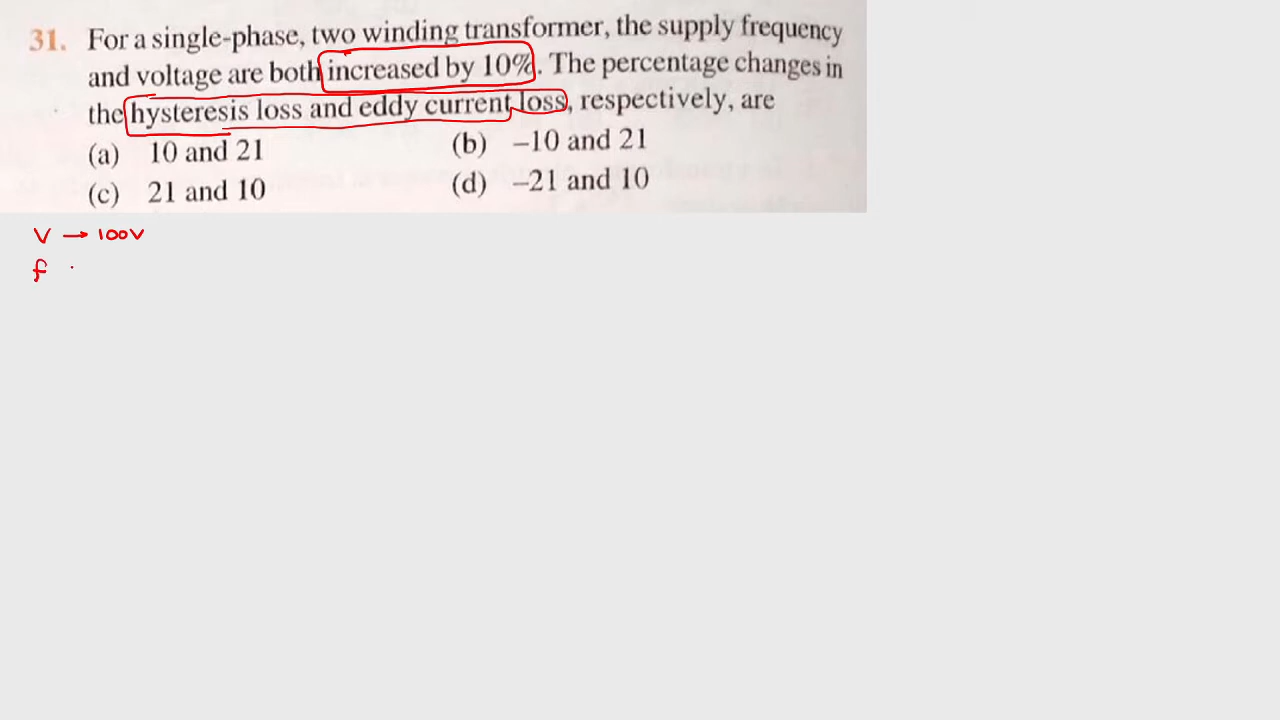 31. For a single-phase, two winding transformer, the supply frequency
and voltage are both increased by 10%. The percentage changes in
the hysteresis loss and eddy current loss, respectively, are
(a) 10 and 21 (b) –10 and 21
(c) 21 and 10 (d) –21 and 10
V → 100V
f